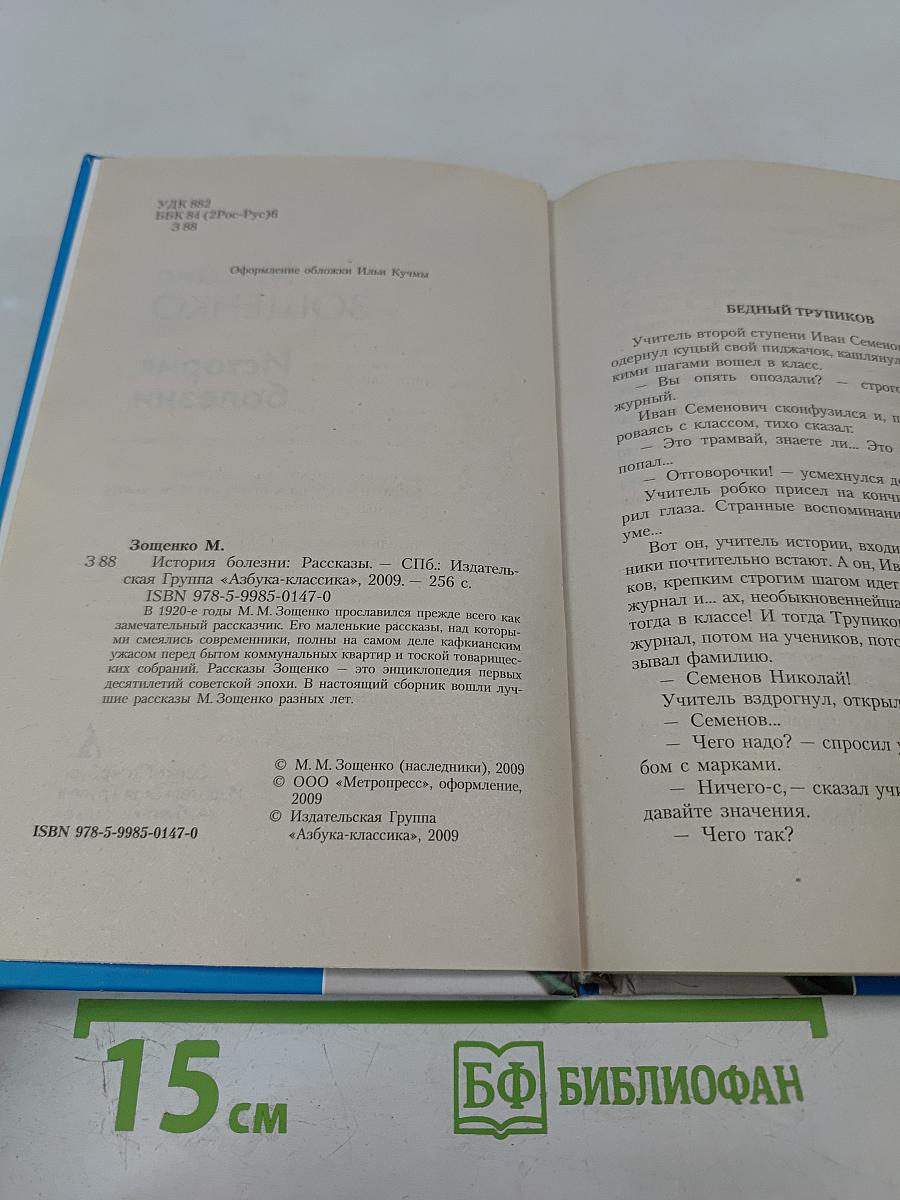 УДК 882
ББК 84 (2Рос-Рус)6
З 88
Оформление обложки Ильи Кучмы
ЗОЩЕНКО
История
болезни
Зощенко М.
З 88 История болезни: Рассказы. — СПб.: Издатель-
ская Группа «Азбука-классика», 2009. — 256 с.
ISBN 978-5-9985-0147-0
В 1920-е годы М. М. Зощенко прославился прежде всего как
замечательный рассказчик. Его маленькие рассказы, над которы-
ми смеялись современники, полны на самом деле кафкианским
ужасом перед бытом коммунальных квартир и тоской товарищес-
ких собраний. Рассказы Зощенко — это энциклопедия первых
десятилетий советской эпохи. В настоящий сборник вошли луч-
шие рассказы М. Зощенко разных лет.
© М. М. Зощенко (наследники), 2009
© ООО «Метропресс», оформление,
2009
© Издательская Группа
«Азбука-классика», 2009
ISBN 978-5-9985-0147-0
БЕДНЫЙ ТРУПИКОВ
Учитель второй ступени Иван Семенов
одернул куцый свой пиджачок, кашлянул
кими шагами вошел в класс.
— Вы опять опоздали? — строго
журный.
Иван Семенович сконфузился и, п
роваясь с классом, тихо сказал:
— Это трамвай, знаете ли... Это
попал...
— Отговорочки! — усмехнулся де
Учитель робко присел на кончи
рил глаза. Странные воспоминани
уме...
Вот он, учитель истории, входи
ники почтительно встают. А он, Ив
ков, крепким строгим шагом идет
журнал и... ах, необыкновеннейша
тогда в классе! И тогда Трупиков
журнал, потом на учеников, пото
зывал фамилию.
— Семенов Николай!
Учитель вздрогнул, открыл
— Семенов...
— Чего надо? — спросил у
бом с марками.
— Ничего-с, — сказал учи
давайте значения.
— Чего так?
15 см
БФ БИБЛИОФАН